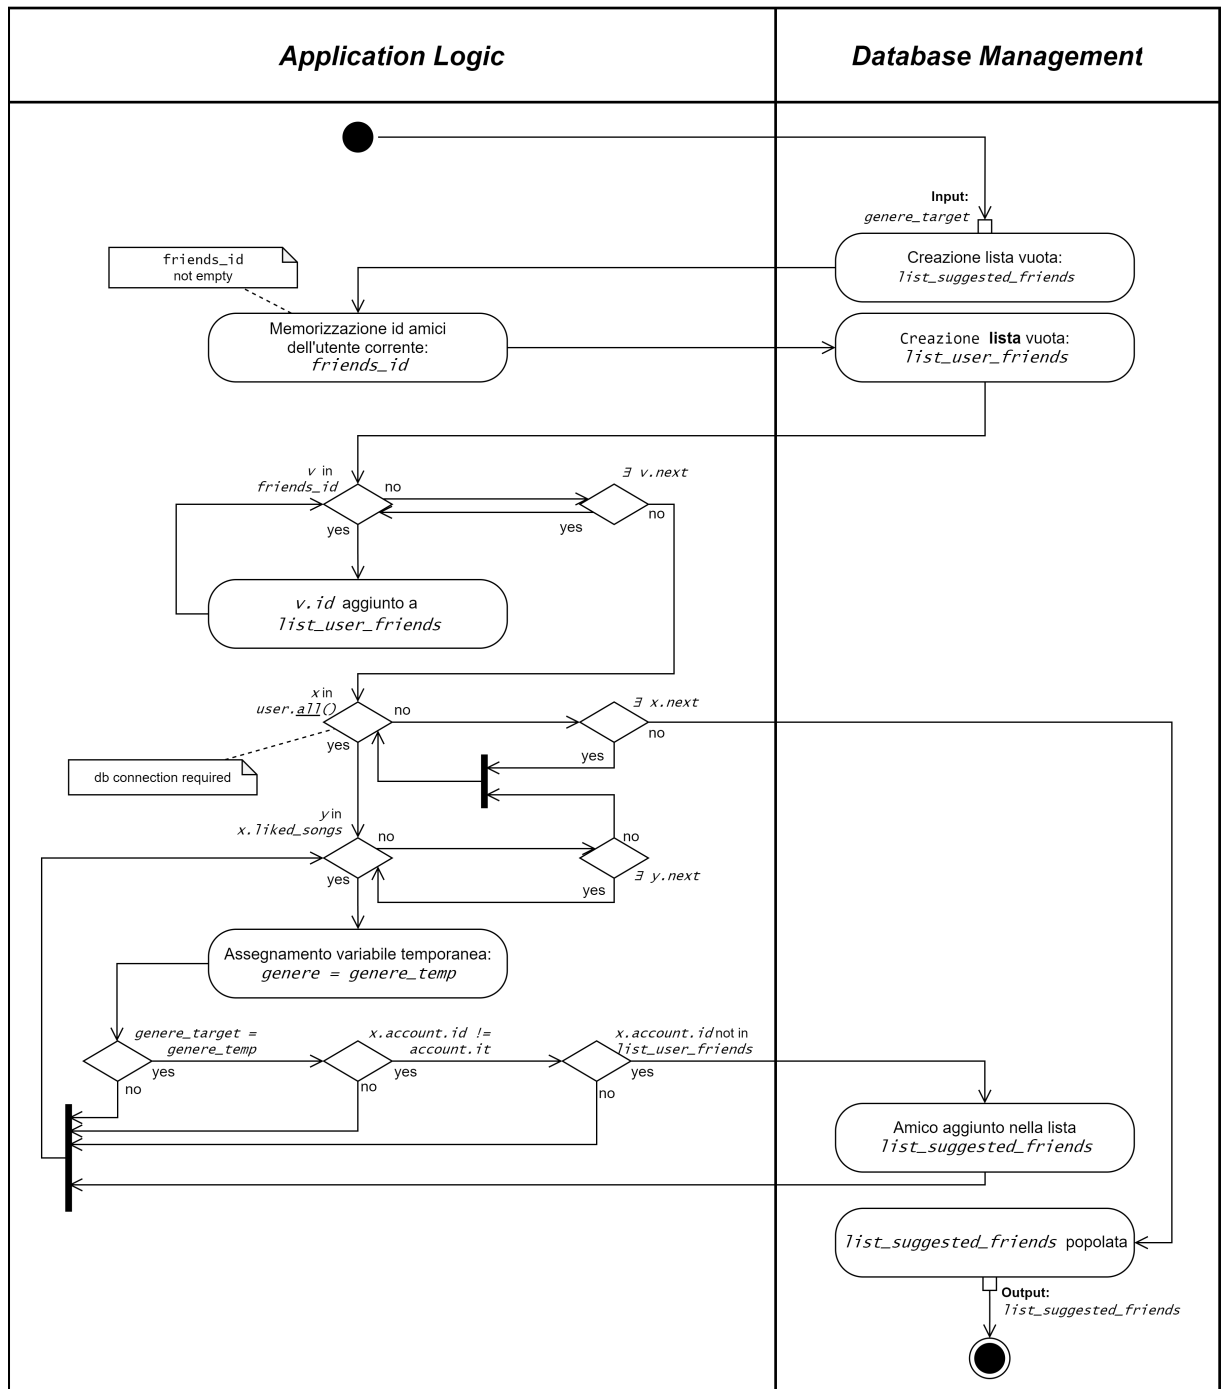 Application Logic
Database Management
Input:
genere_target
Creazione lista vuota:
list_suggested_friends
friends_id
not empty
Memorizzazione id amici
dell'utente corrente:
friends_id
Creazione lista vuota:
list_user_friends
v in
friends_id
no
yes
∃ v.next
yes
no
v.id aggiunto a
list_user_friends
x in
user.all()
no
yes
∃ x.next
no
yes
db connection required
y in
x.liked_songs
no
yes
no
yes
∃ y.next
Assegnamento variabile temporanea:
genere = genere_temp
genere_target =
genere_temp
yes
no
x.account.id !=
account.it
yes
no
x.account.id not in
list_user_friends
yes
no
Amico aggiunto nella lista
list_suggested_friends
list_suggested_friends popolata
Output:
list_suggested_friends